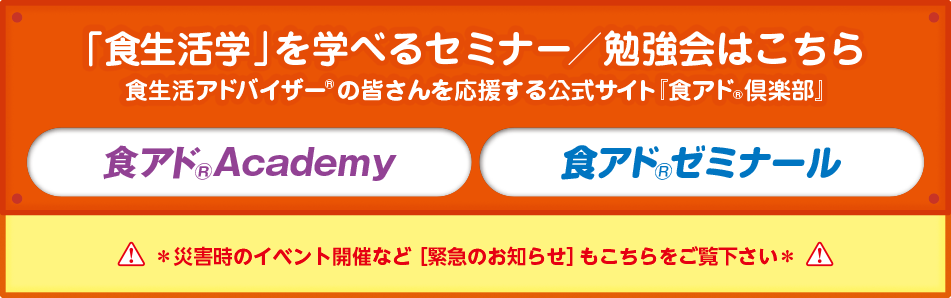 「食生活学」を学べるセミナー／勉強会はこちら
食生活アドバイザー®の皆さんを応援する公式サイト『食アド®倶楽部』
食アド®Academy
食アド®ゼミナール
＊災害時のイベント開催など［緊急のお知らせ］もこちらをご覧下さい＊